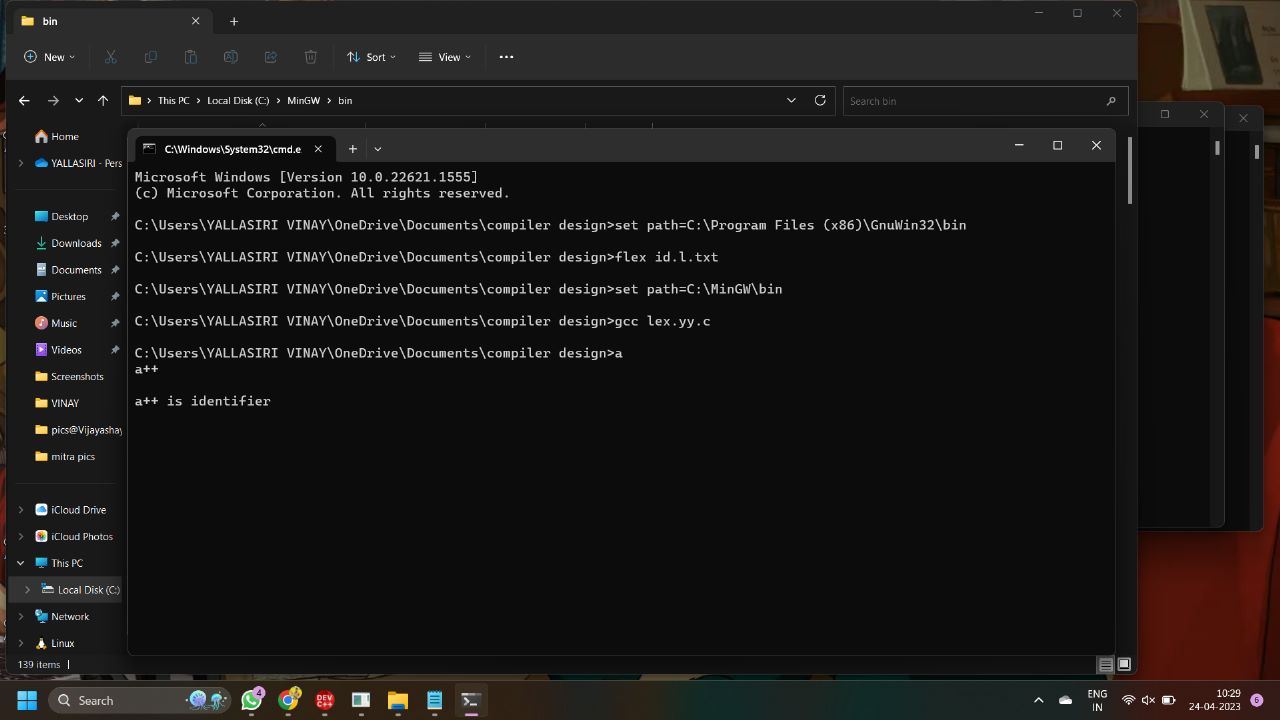 bin
New
Sort
View
This PC > Local Disk (C:) > MinGW > bin
Search bin
Home
YALLASIRI - Pers
Desktop
Downloads
Documents
Pictures
Music
Videos
Screenshots
VINAY
pics@Vijayashay
mitra pics
iCloud Drive
iCloud Photos
This PC
Local Disk (C:)
Network
Linux
139 items
C:\Windows\System32\cmd.e
Microsoft Windows [Version 10.0.22621.1555]
(c) Microsoft Corporation. All rights reserved.
C:\Users\YALLASIRI VINAY\OneDrive\Documents\compiler design>set path=C:\Program Files (x86)\GnuWin32\bin
C:\Users\YALLASIRI VINAY\OneDrive\Documents\compiler design>flex id.l.txt
C:\Users\YALLASIRI VINAY\OneDrive\Documents\compiler design>set path=C:\MinGW\bin
C:\Users\YALLASIRI VINAY\OneDrive\Documents\compiler design>gcc lex.yy.c
C:\Users\YALLASIRI VINAY\OneDrive\Documents\compiler design>a
a++
a++ is identifier
Search
4
DEV
C++
ENG
IN
10:29
24-04-2023
6